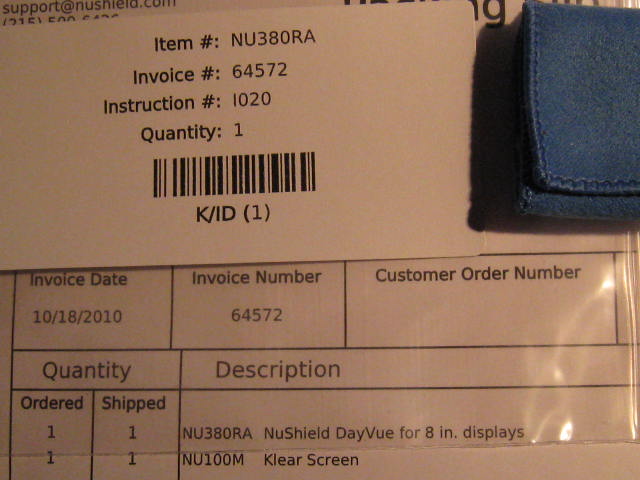 support@nushield.com
Item #: NU380RA
Invoice #: 64572
Instruction #: I020
Quantity: 1
K/ID (1)
Invoice Date Invoice Number Customer Order Number
10/18/2010 64572
Quantity Description
Ordered Shipped
1 1 NU380RA NuShield DayVue for 8 in. displays
1 1 NU100M Klear Screen